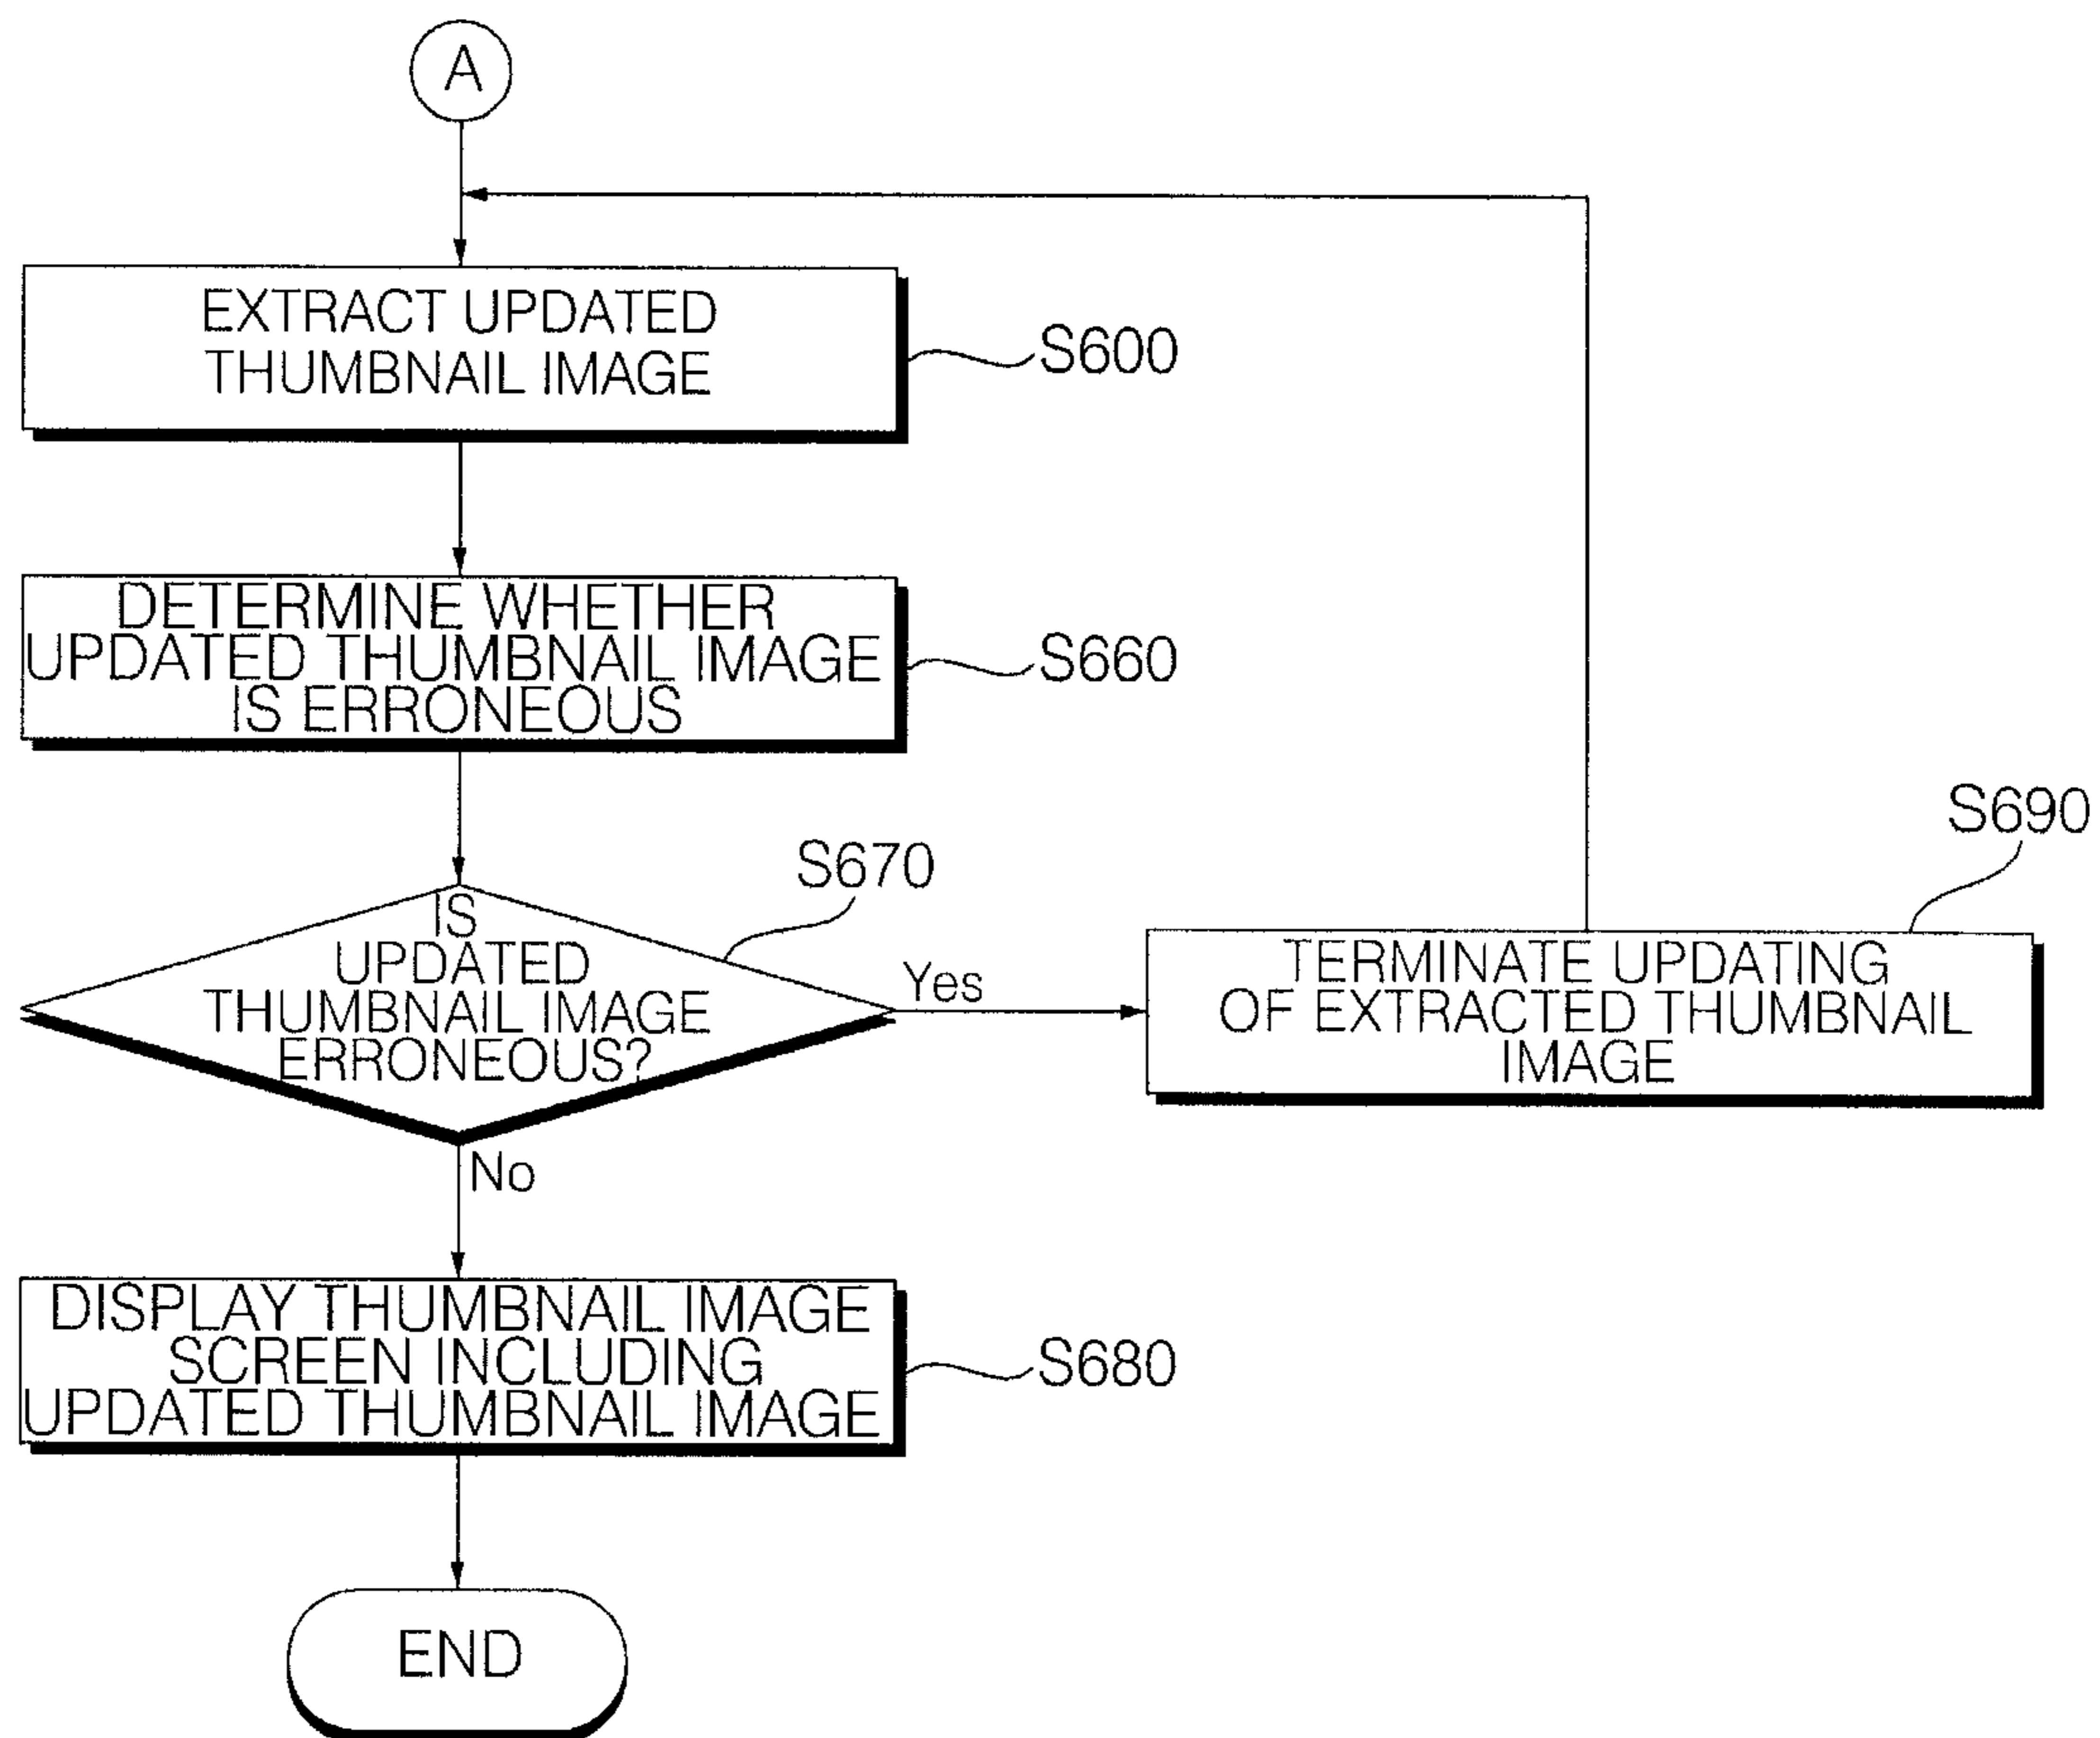 A
EXTRACT UPDATED
THUMBNAIL IMAGE
S600
DETERMINE WHETHER
UPDATED THUMBNAIL IMAGE
IS ERRONEOUS
S660
S670
IS
UPDATED
THUMBNAIL IMAGE
ERRONEOUS?
Yes
S690
TERMINATE UPDATING
OF EXTRACTED THUMBNAIL
IMAGE
No
DISPLAY THUMBNAIL IMAGE
SCREEN INCLUDING
UPDATED THUMBNAIL IMAGE
S680
END